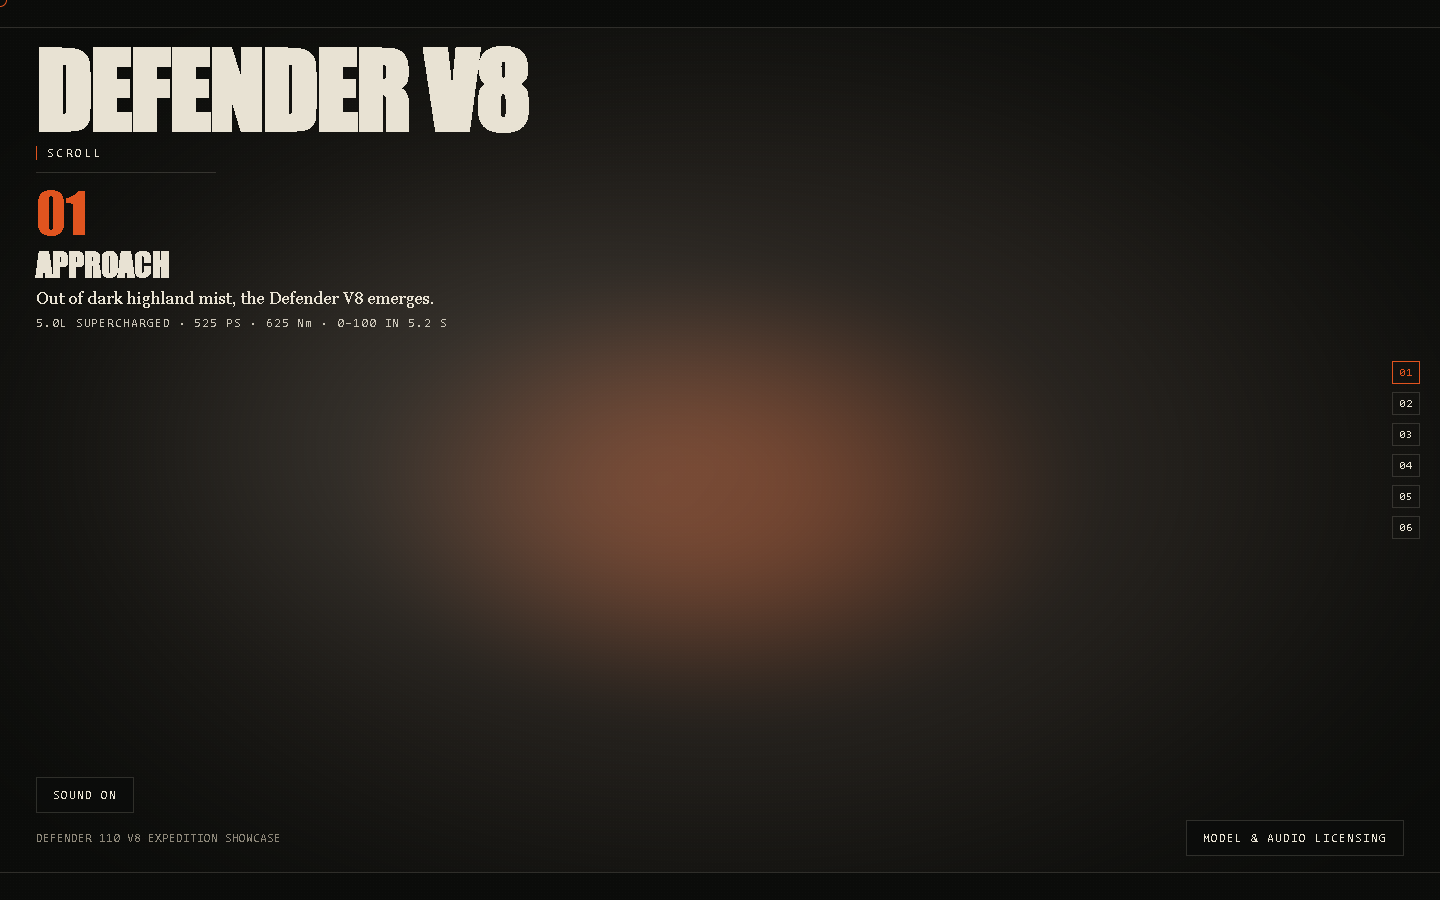 DEFENDER V8
SCROLL
01
APPROACH
Out of dark highland mist, the Defender V8 emerges.
5.0L SUPERCHARGED · 525 PS · 625 Nm · 0–100 IN 5.2 S
01
02
03
04
05
06
SOUND ON
DEFENDER 110 V8 EXPEDITION SHOWCASE
MODEL & AUDIO LICENSING